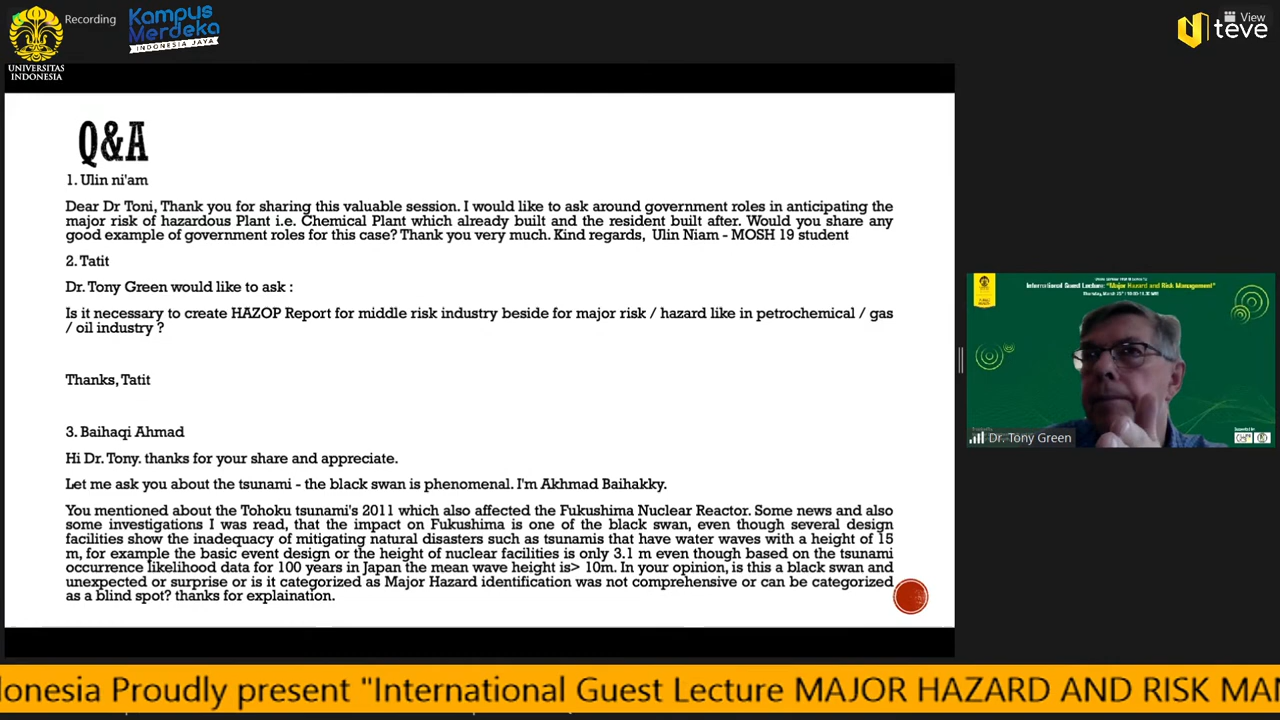 Recording
Kampus
Merdeka
INDONESIA JAYA
UNIVERSITAS
INDONESIA
View
teve
Q&A
1. Ulin ni'am
Dear Dr Toni, Thank you for sharing this valuable session. I would like to ask around government roles in anticipating the
major risk of hazardous Plant i.e. Chemical Plant which already built and the resident built after. Would you share any
good example of government roles for this case? Thank you very much. Kind regards, Ulin Niam - MOSH 19 student
2. Tatit
Dr. Tony Green would like to ask :
Is it necessary to create HAZOP Report for middle risk industry beside for major risk / hazard like in petrochemical / gas
/ oil industry ?
Thanks, Tatit
3. Baihaqi Ahmad
Hi Dr. Tony. thanks for your share and appreciate.
Let me ask you about the tsunami - the black swan is phenomenal. I'm Akhmad Baihakky.
You mentioned about the Tohoku tsunami's 2011 which also affected the Fukushima Nuclear Reactor. Some news and also
some investigations I was read, that the impact on Fukushima is one of the black swan, even though several design
facilities show the inadequacy of mitigating natural disasters such as tsunamis that have water waves with a height of 15
m, for example the basic event design or the height of nuclear facilities is only 3.1 m even though based on the tsunami
occurrence likelihood data for 100 years in Japan the mean wave height is> 10m. In your opinion, is this a black swan and
unexpected or surprise or is it categorized as Major Hazard identification was not comprehensive or can be categorized
as a blind spot? thanks for explaination.
International Guest Lecture: "Major Hazard and Risk Management"
Dr. Tony Green
donesia Proudly present "International Guest Lecture MAJOR HAZARD AND RISK MAN